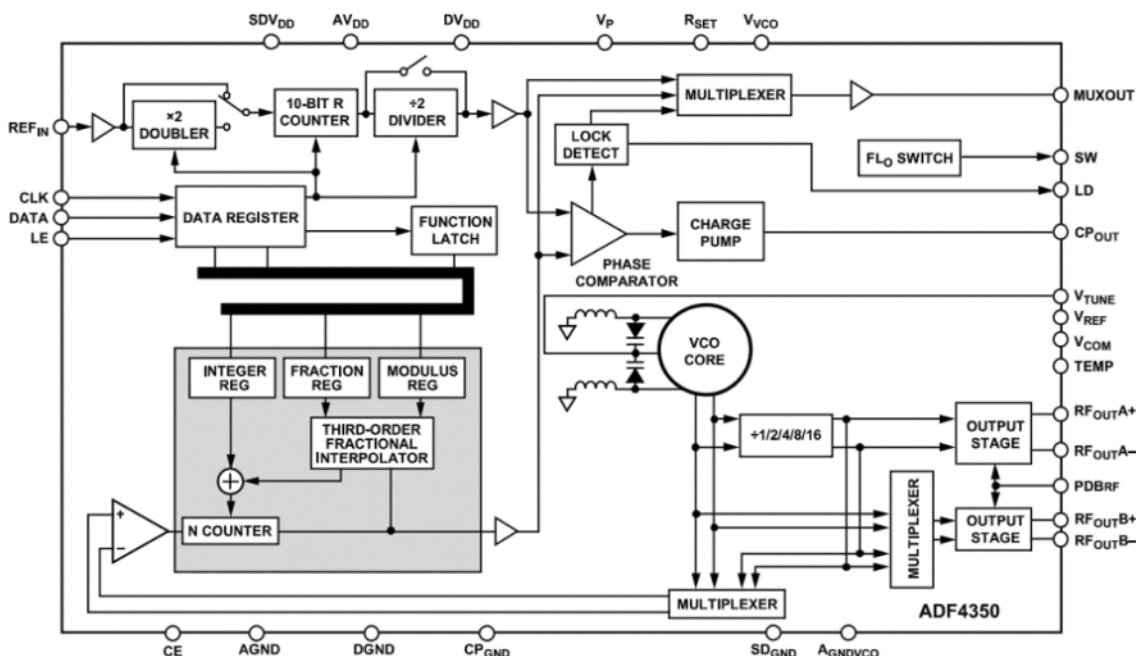 SDVDD
AVDD
DVDD
VP
RSET
VVCO
REFIN
×2
DOUBLER
10-BIT R
COUNTER
÷2
DIVIDER
MULTIPLEXER
MUXOUT
LOCK
DETECT
FLO SWITCH
SW
LD
CLK
DATA
LE
DATA REGISTER
FUNCTION
LATCH
CHARGE
PUMP
CPOUT
PHASE
COMPARATOR
VTUNE
VREF
VCOM
TEMP
VCO
CORE
INTEGER
REG
FRACTION
REG
MODULUS
REG
THIRD-ORDER
FRACTIONAL
INTERPOLATOR
+
N COUNTER
+
−
÷1/2/4/8/16
OUTPUT
STAGE
RFOUTA+
RFOUTA–
PDBRF
MULTIPLEXER
OUTPUT
STAGE
RFOUTB+
RFOUTB–
MULTIPLEXER
ADF4350
CE
AGND
DGND
CPGND
SDGND
AGNDVCO